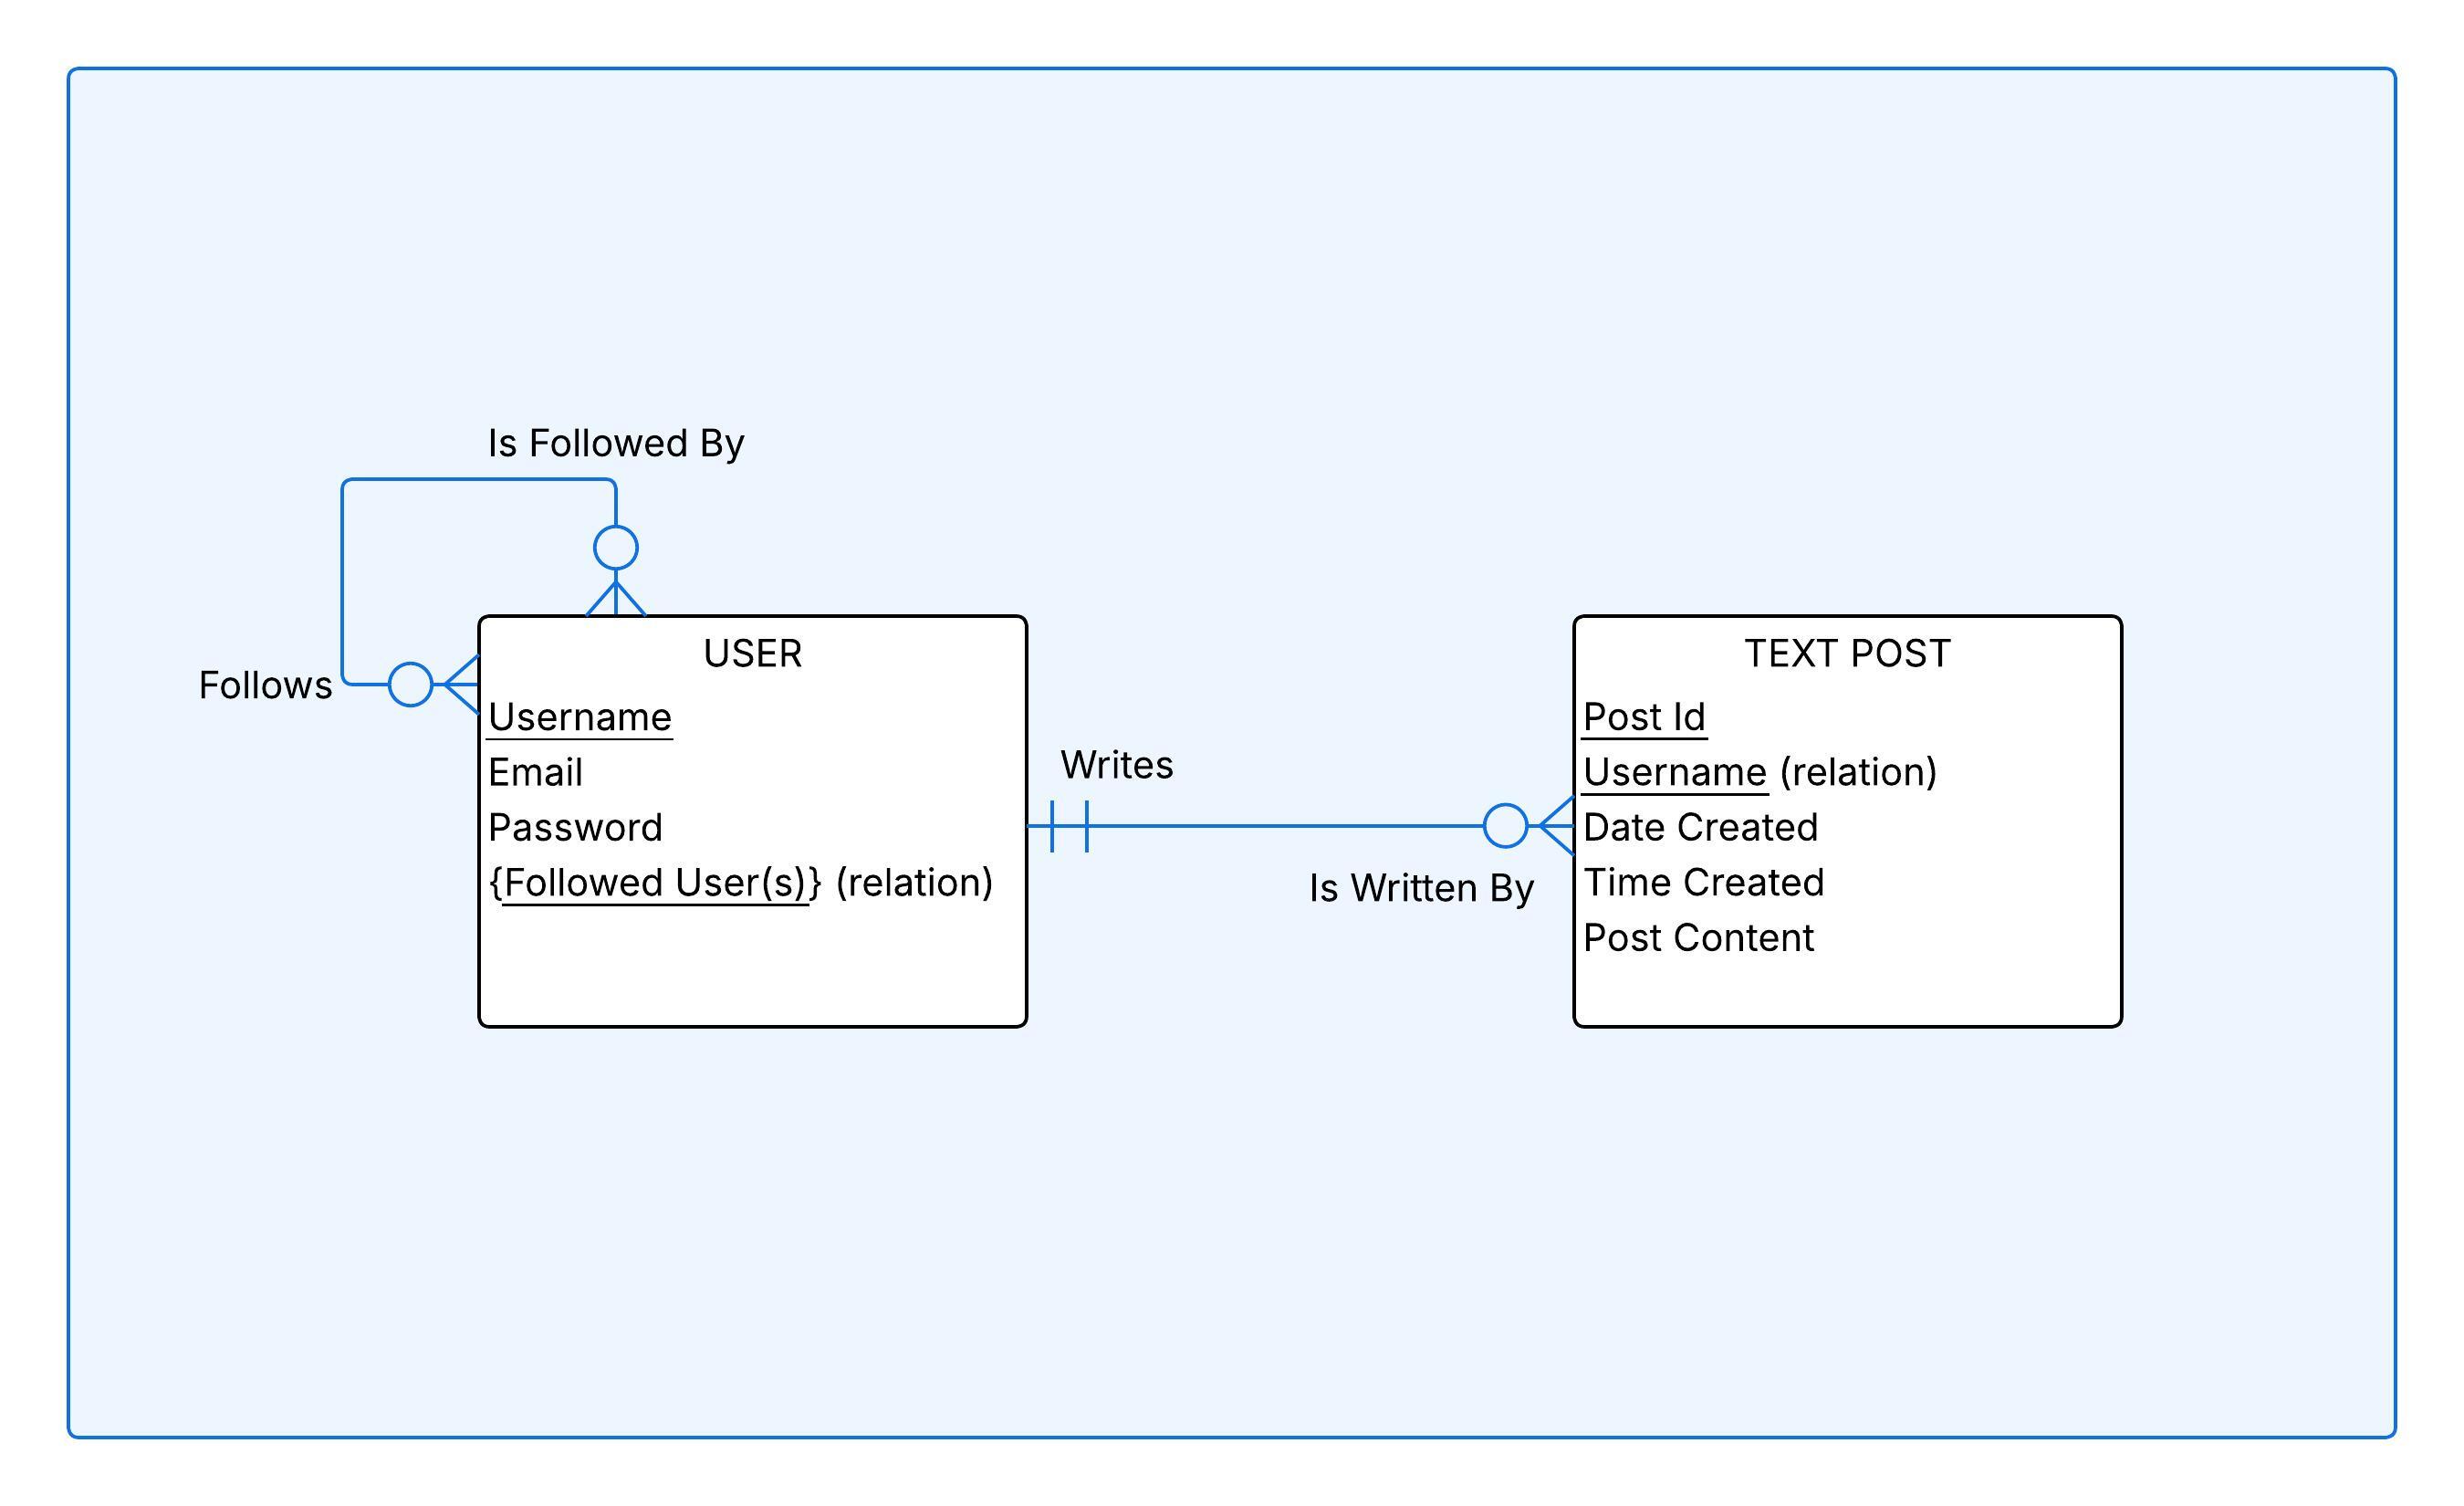 Is Followed By
Follows
USER
Username
Email
Password
{Followed User(s)} (relation)
Writes
Is Written By
TEXT POST
Post Id
Username (relation)
Date Created
Time Created
Post Content